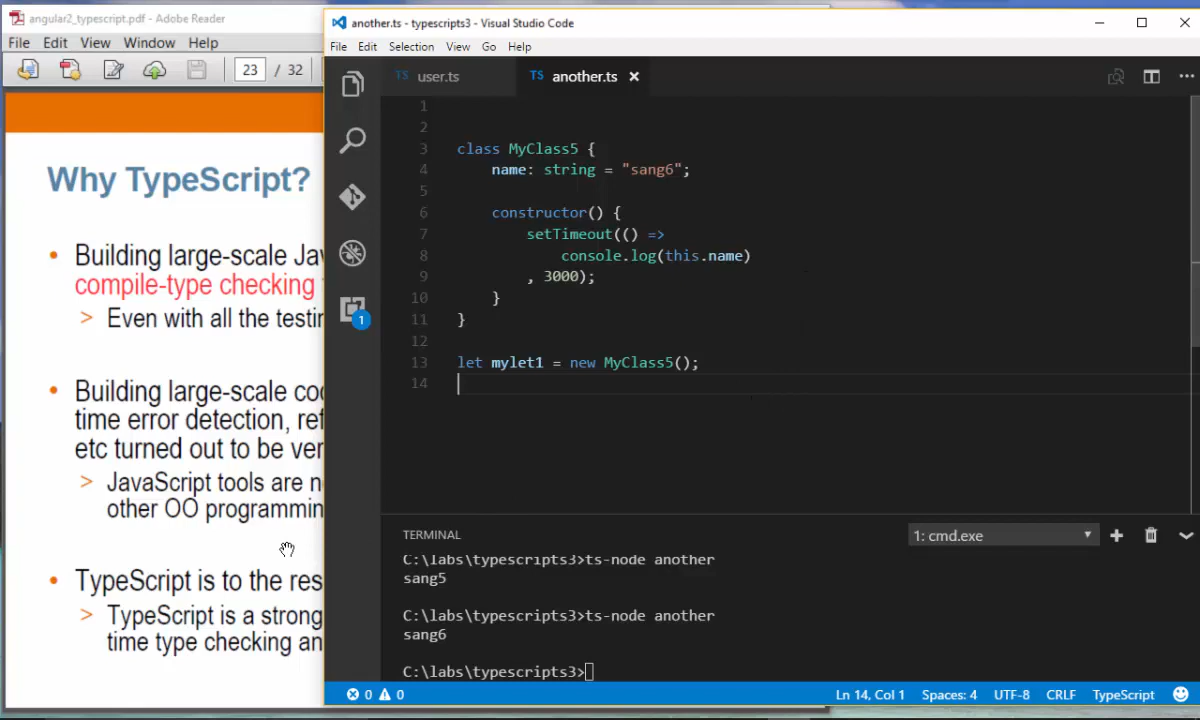 angular2_typescript.pdf - Adobe Reader
File Edit View Window Help
23 / 32
Why TypeScript?
• Building large-scale Jav
compile-type checking
> Even with all the testin
• Building large-scale co
time error detection, ref
etc turned out to be ver
> JavaScript tools are n
other OO programmin
• TypeScript is to the res
> TypeScript is a strong
time type checking an
another.ts - typescripts3 - Visual Studio Code
File Edit Selection View Go Help
TS user.ts TS another.ts
1
1
2
3 class MyClass5 {
4 name: string = "sang6";
5
6 constructor() {
7 setTimeout(() =>
8 console.log(this.name)
9 , 3000);
10 }
11 }
12
13 let mylet1 = new MyClass5();
14
TERMINAL
1: cmd.exe
C:\labs\typescripts3>ts-node another
sang5
C:\labs\typescripts3>ts-node another
sang6
C:\labs\typescripts3>
0 0 Ln 14, Col 1 Spaces: 4 UTF-8 CRLF TypeScript